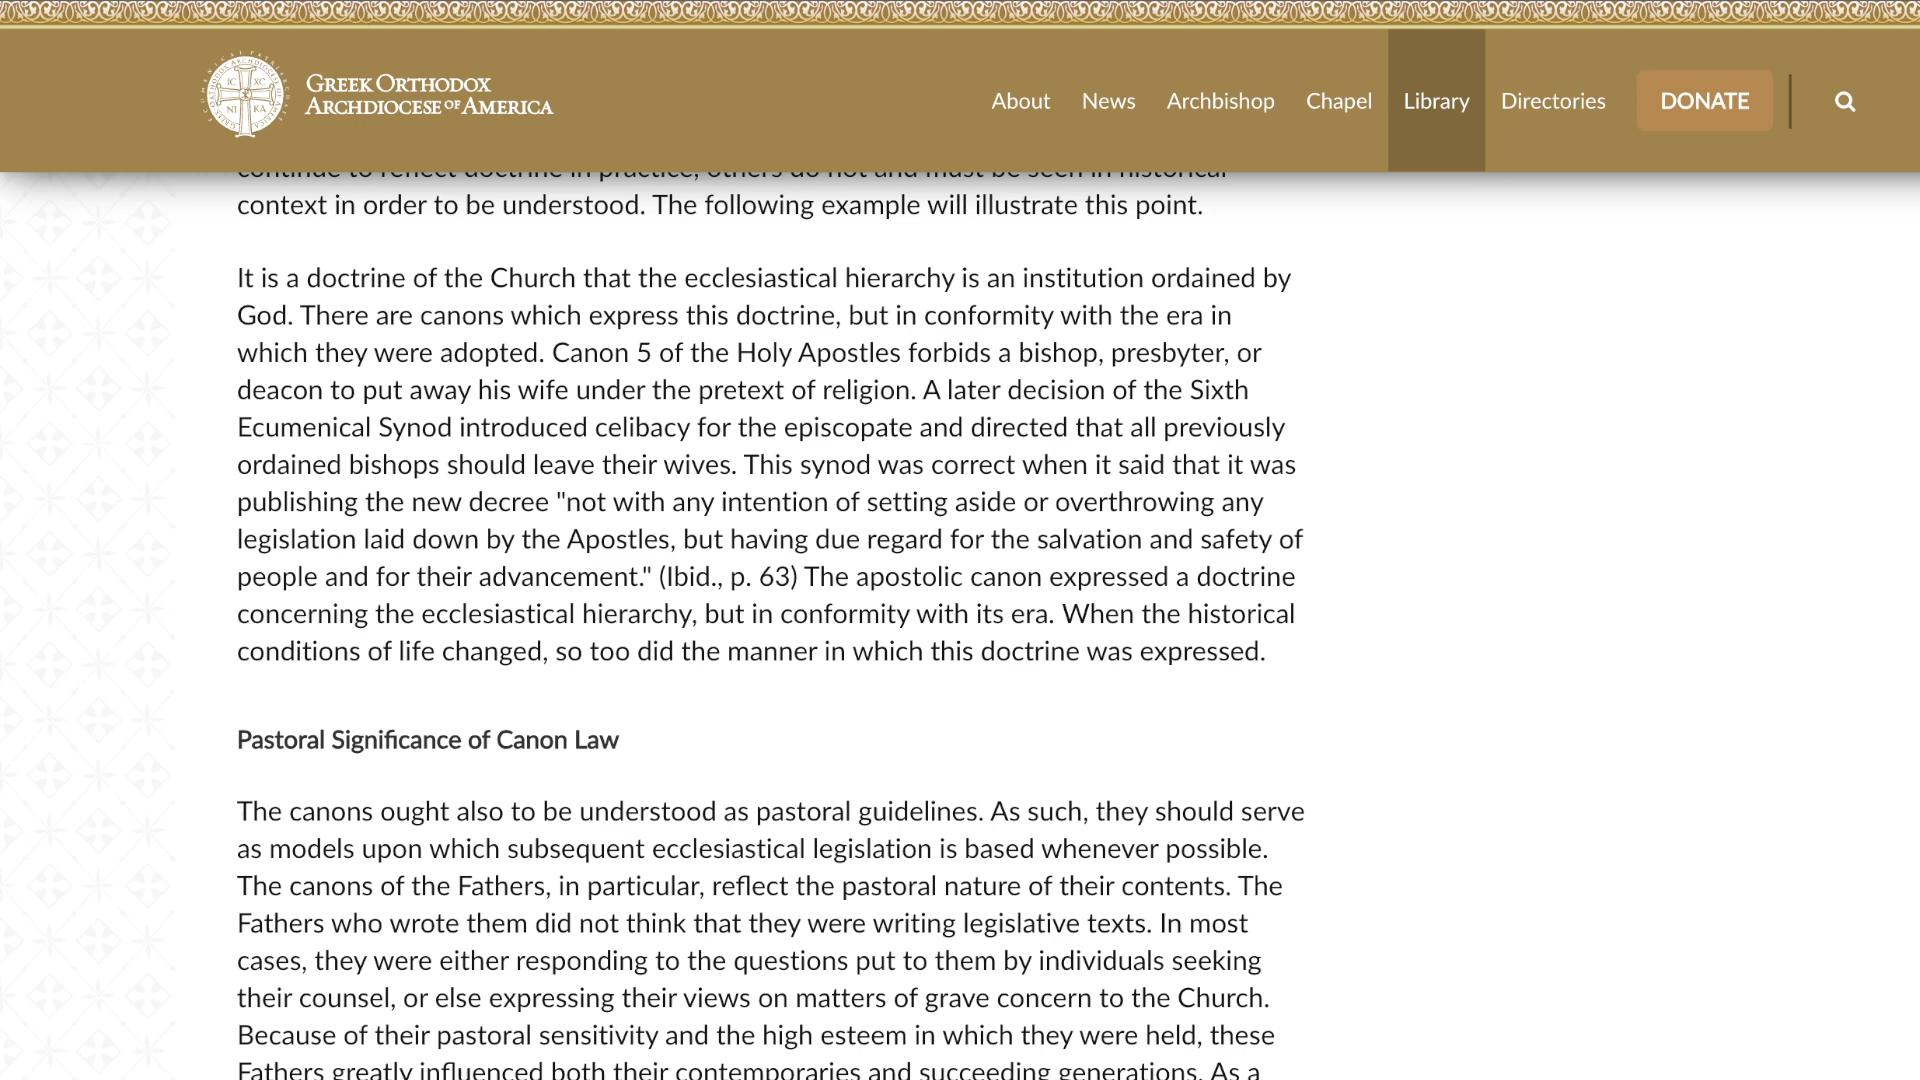 GREEK ORTHODOX
ARCHDIOCESE OF AMERICA
About News Archbishop Chapel Library Directories DONATE
continue to reflect doctrine in practice, others do not and must be seen in historical
context in order to be understood. The following example will illustrate this point.
It is a doctrine of the Church that the ecclesiastical hierarchy is an institution ordained by
God. There are canons which express this doctrine, but in conformity with the era in
which they were adopted. Canon 5 of the Holy Apostles forbids a bishop, presbyter, or
deacon to put away his wife under the pretext of religion. A later decision of the Sixth
Ecumenical Synod introduced celibacy for the episcopate and directed that all previously
ordained bishops should leave their wives. This synod was correct when it said that it was
publishing the new decree "not with any intention of setting aside or overthrowing any
legislation laid down by the Apostles, but having due regard for the salvation and safety of
people and for their advancement." (Ibid., p. 63) The apostolic canon expressed a doctrine
concerning the ecclesiastical hierarchy, but in conformity with its era. When the historical
conditions of life changed, so too did the manner in which this doctrine was expressed.
Pastoral Significance of Canon Law
The canons ought also to be understood as pastoral guidelines. As such, they should serve
as models upon which subsequent ecclesiastical legislation is based whenever possible.
The canons of the Fathers, in particular, reflect the pastoral nature of their contents. The
Fathers who wrote them did not think that they were writing legislative texts. In most
cases, they were either responding to the questions put to them by individuals seeking
their counsel, or else expressing their views on matters of grave concern to the Church.
Because of their pastoral sensitivity and the high esteem in which they were held, these
Fathers greatly influenced both their contemporaries and succeeding generations. As a